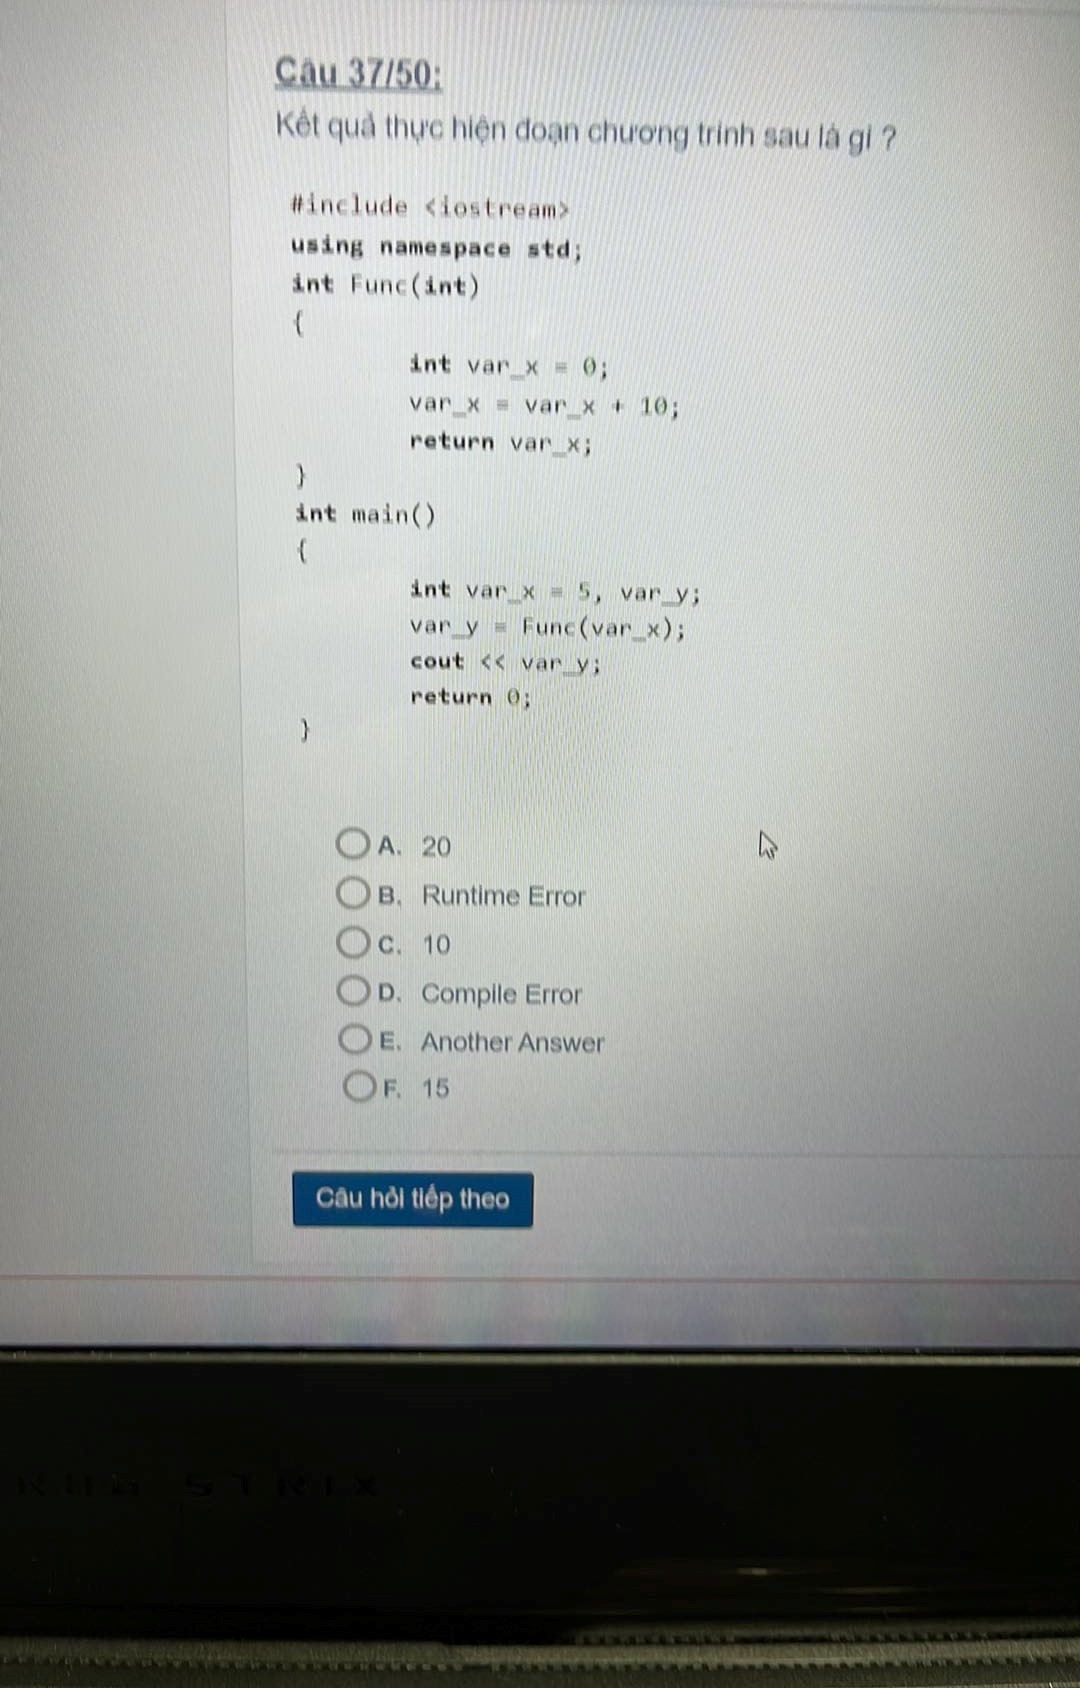 Câu 37/50:
Kết quả thực hiện đoạn chương trình sau là gì ?
#include <iostream>
using namespace std;
int Func(int)
{
int var_x = 0;
var_x = var_x + 10;
return var_x;
}
int main()
{
int var_x = 5, var_y;
var_y = Func(var_x);
cout << var_y;
return 0;
}
A. 20
B. Runtime Error
C. 10
D. Compile Error
E. Another Answer
F. 15
Câu hỏi tiếp theo
STRIX